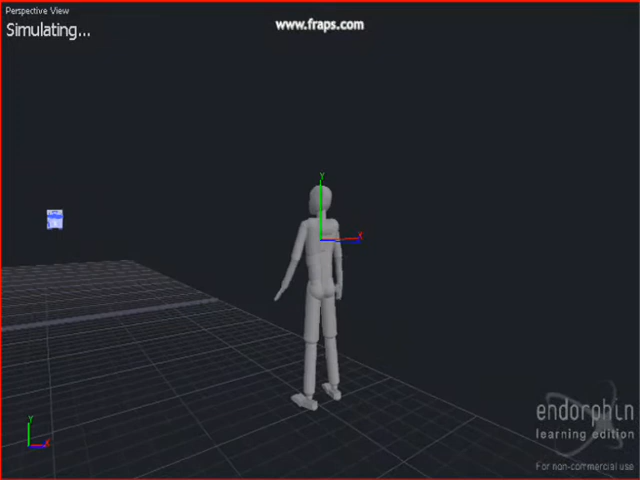 Perspective View
Simulating...
www.fraps.com
Y
X
Y
X
endorphin
learning edition
For non-commercial use